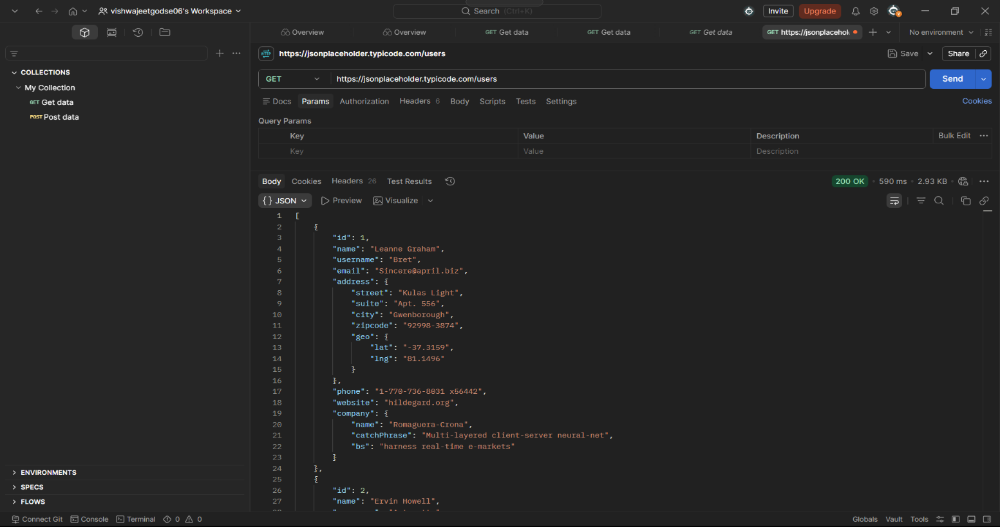 vishwajeetgodse06's Workspace
Search (Ctrl+K)
Invite
Upgrade
Overview
Overview
GET Get data
GET Get data
GET Get data
GET https://jsonplacehol
No environment
HTTP https://jsonplaceholder.typicode.com/users
Save
Share
COLLECTIONS
My Collection
GET Get data
POST Post data
GET https://jsonplaceholder.typicode.com/users
Send
Docs Params Authorization Headers 6 Body Scripts Tests Settings
Cookies
Query Params
Key Value Description Bulk Edit
Key Value Description
Body Cookies Headers 26 Test Results
200 OK 590 ms 2.93 KB
{ } JSON Preview Visualize
1 [
2 {
3 "id": 1,
4 "name": "Leanne Graham",
5 "username": "Bret",
6 "email": "Sincere@april.biz",
7 "address": {
8 "street": "Kulas Light",
9 "suite": "Apt. 556",
10 "city": "Gwenborough",
11 "zipcode": "92998-3874",
12 "geo": {
13 "lat": "-37.3159",
14 "lng": "81.1496"
15 }
16 },
17 "phone": "1-770-736-8031 x56442",
18 "website": "hildegard.org",
19 "company": {
20 "name": "Romaguera-Crona",
21 "catchPhrase": "Multi-layered client-server neural-net",
22 "bs": "harness real-time e-markets"
23 }
24 },
25 {
26 "id": 2,
27 "name": "Ervin Howell",
ENVIRONMENTS
SPECS
FLOWS
Connect Git Console Terminal 0 0
Globals Vault Tools